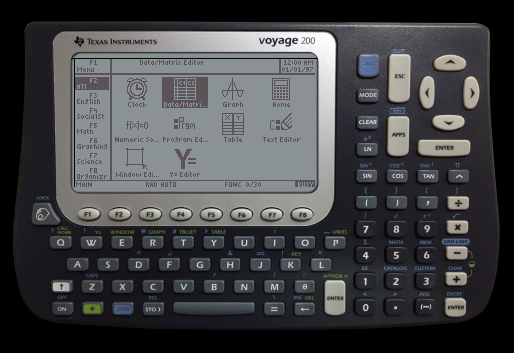 TEXAS INSTRUMENTS voyage 200
F1 Menu Data/Matrix Editor 12:00 AM 01/01/97
F2 All
F3 English
F4 SocialSt
F5 Math
F6 Graphing
F7 Science
F8 Organizr
Clock Data/Matri... Graph Home
f(x)=0 Prgm
Numeric So... Program Ed... Table Text Editor
Y=
Window Edi... Y= Editor
MAIN RAD AUTO FUNC 0/30 BUSY
QUIT
ESC
MODE
CLEAR APPS
LN ENTER
SIN⁻¹ COS⁻¹ TAN⁻¹ π
SIN COS TAN ^
{ } [ ]
( ) , ÷
7 8 9 ×
Σ MATH MEM VAR-LINK
4 5 6 −
EE CATALOG CUSTOM CHAR
1 2 3 +
< > ANS ENTRY
0 . (−) ENTER
LOCK
F1 F2 F3 F4 F5 F6 F7 F8
CALC HOME Y= WINDOW GRAPH TBLSET TABLE UNITS
Q W E R T Y U I O P
∞ KEY
A S D F G H J K L
CAPS APPROX ≈
Z X C V B N M θ ENTER
OFF RCL INS DEL
ON 2ND STO =